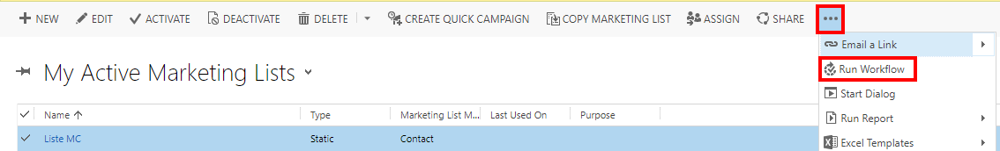 NEW EDIT ACTIVATE DEACTIVATE DELETE CREATE QUICK CAMPAIGN COPY MARKETING LIST ASSIGN SHARE ...
Email a Link
Run Workflow
Start Dialog
Run Report
Excel Templates
My Active Marketing Lists
Name Type Marketing List M... Last Used On Purpose
Liste MC Static Contact